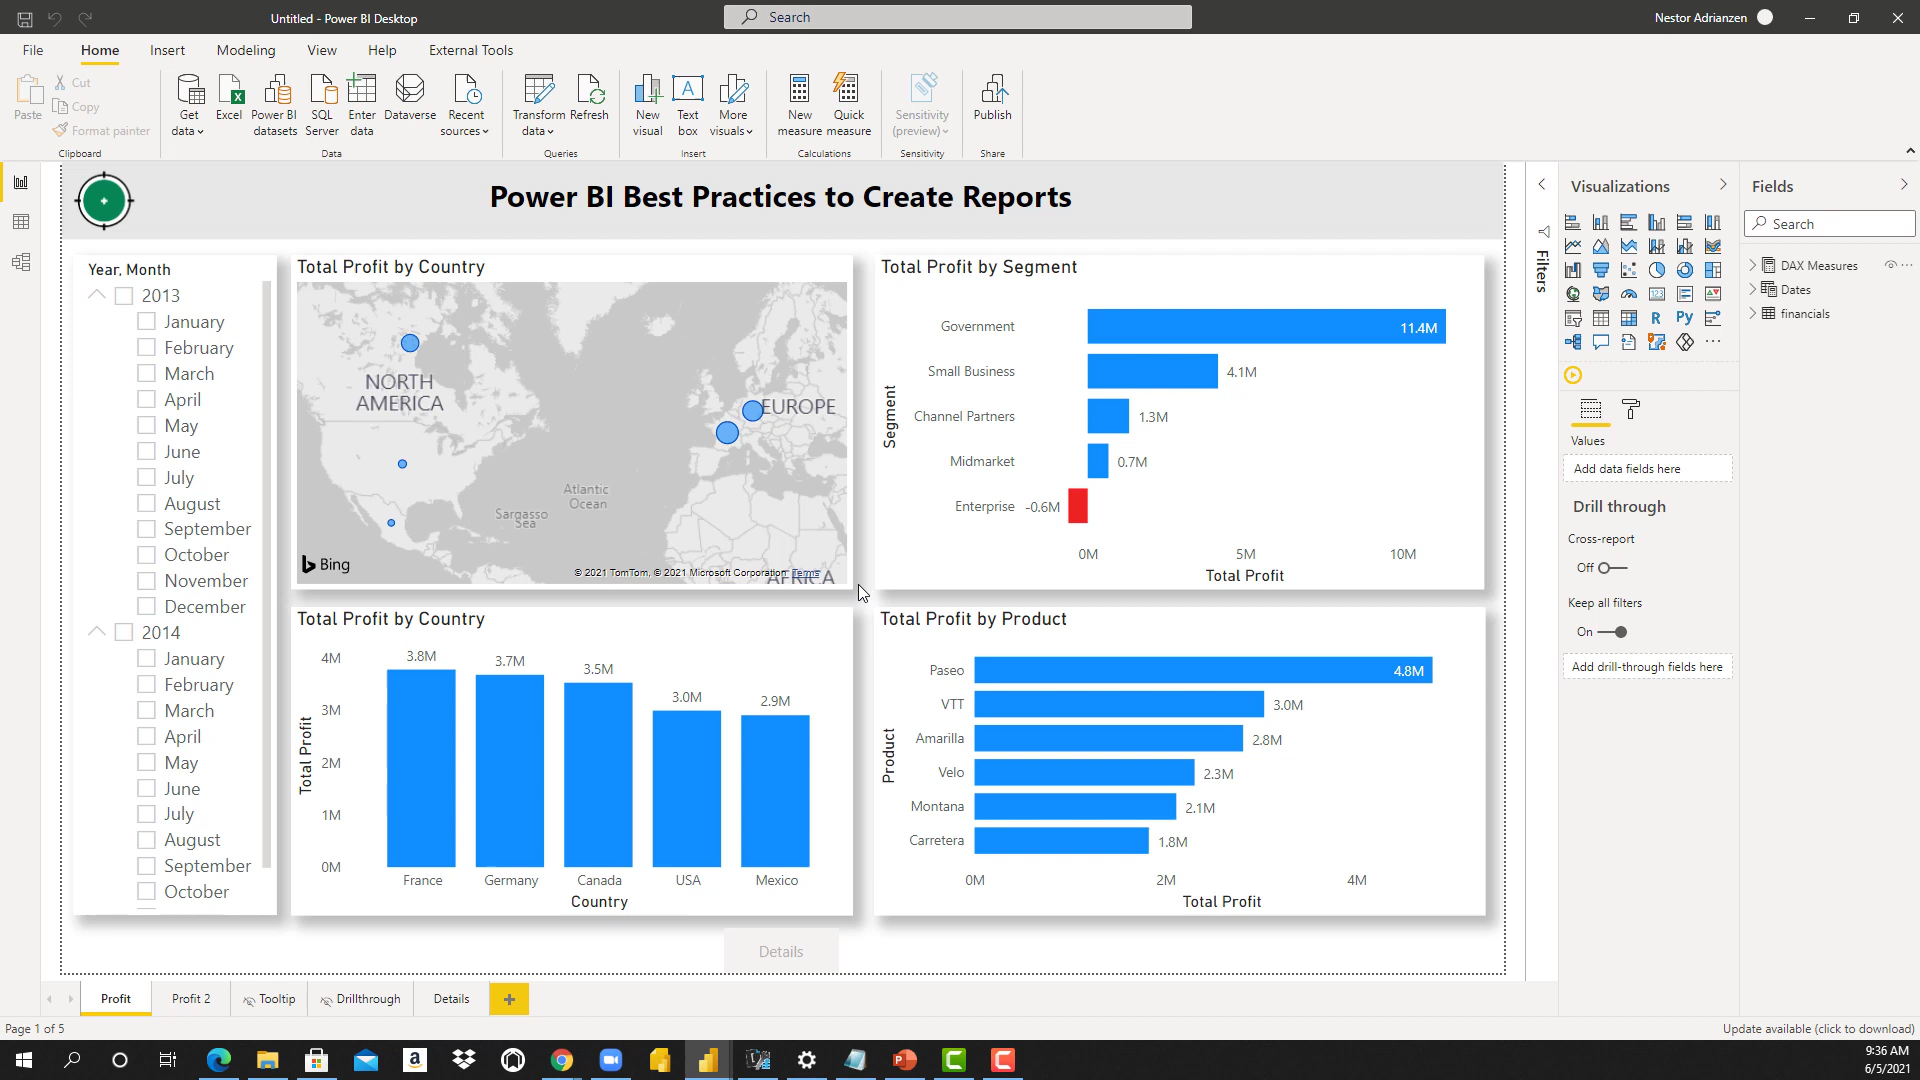 Untitled - Power BI Desktop
Search
Nestor Adrianzen
File
Home
Insert
Modeling
View
Help
External Tools
Paste
Cut
Copy
Format painter
Clipboard
Get data
Excel
Power BI datasets
SQL Server
Enter data
Dataverse
Recent sources
Data
Transform data
Refresh
Queries
New visual
Text box
More visuals
Insert
New measure
Quick measure
Calculations
Sensitivity (preview)
Sensitivity
Publish
Share
Power BI Best Practices to Create Reports
Year, Month
2013
January
February
March
April
May
June
July
August
September
October
November
December
2014
January
February
March
April
May
June
July
August
September
October
Total Profit by Country
NORTH
AMERICA
EUROPE
Atlantic
Ocean
Sargasso
Sea
AFRICA
Bing
© 2021 TomTom, © 2021 Microsoft Corporation Terms
Total Profit by Segment
Segment
Government 11.4M
Small Business 4.1M
Channel Partners 1.3M
Midmarket 0.7M
Enterprise -0.6M
0M 5M 10M
Total Profit
Total Profit by Country
Total Profit
4M
3M
2M
1M
0M
3.8M 3.7M 3.5M 3.0M 2.9M
France Germany Canada USA Mexico
Country
Total Profit by Product
Product
Paseo 4.8M
VTT 3.0M
Amarilla 2.8M
Velo 2.3M
Montana 2.1M
Carretera 1.8M
0M 2M 4M
Total Profit
Details
Filters
Visualizations
R
Py
Values
Add data fields here
Drill through
Cross-report
Off
Keep all filters
On
Add drill-through fields here
Fields
Search
DAX Measures
Dates
financials
Profit
Profit 2
Tooltip
Drillthrough
Details
Page 1 of 5
Update available (click to download)
9:36 AM
6/5/2021